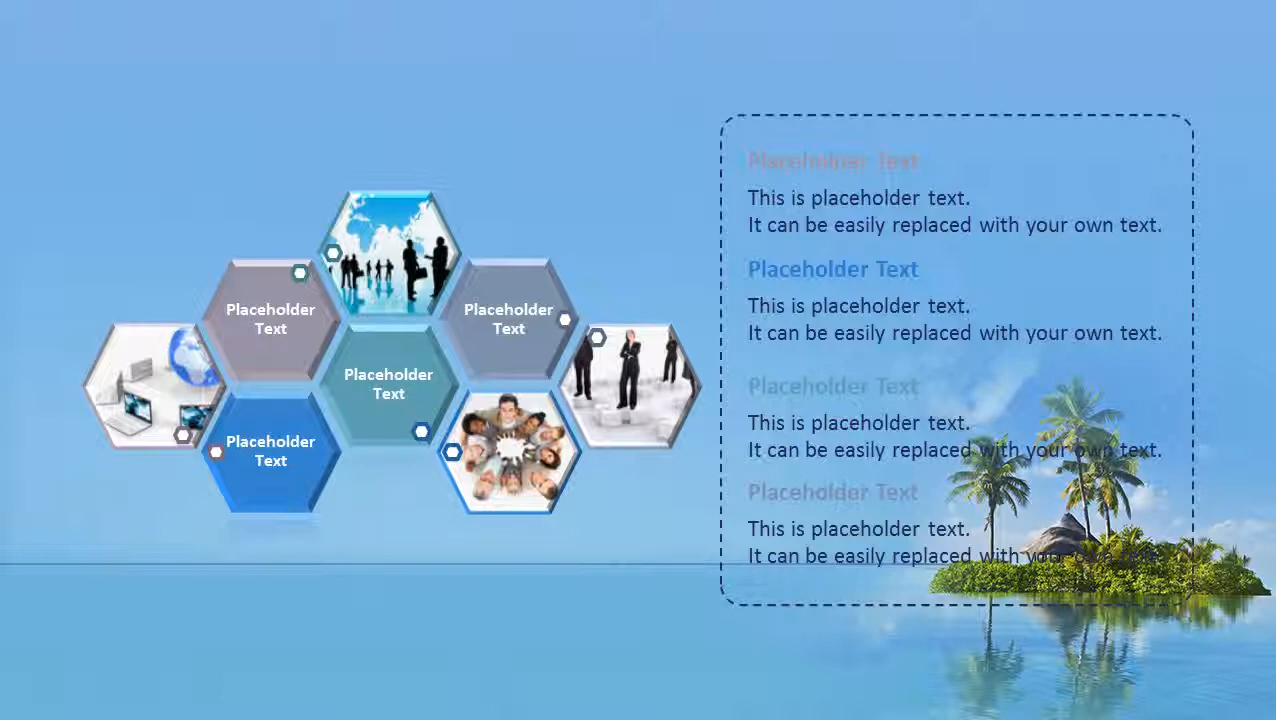 Placeholder
Text
Placeholder
Text
Placeholder
Text
Placeholder
Text
Placeholder Text
This is placeholder text.
It can be easily replaced with your own text.
Placeholder Text
This is placeholder text.
It can be easily replaced with your own text.
Placeholder Text
This is placeholder text.
It can be easily replaced with your own text.
Placeholder Text
This is placeholder text.
It can be easily replaced with your own text.